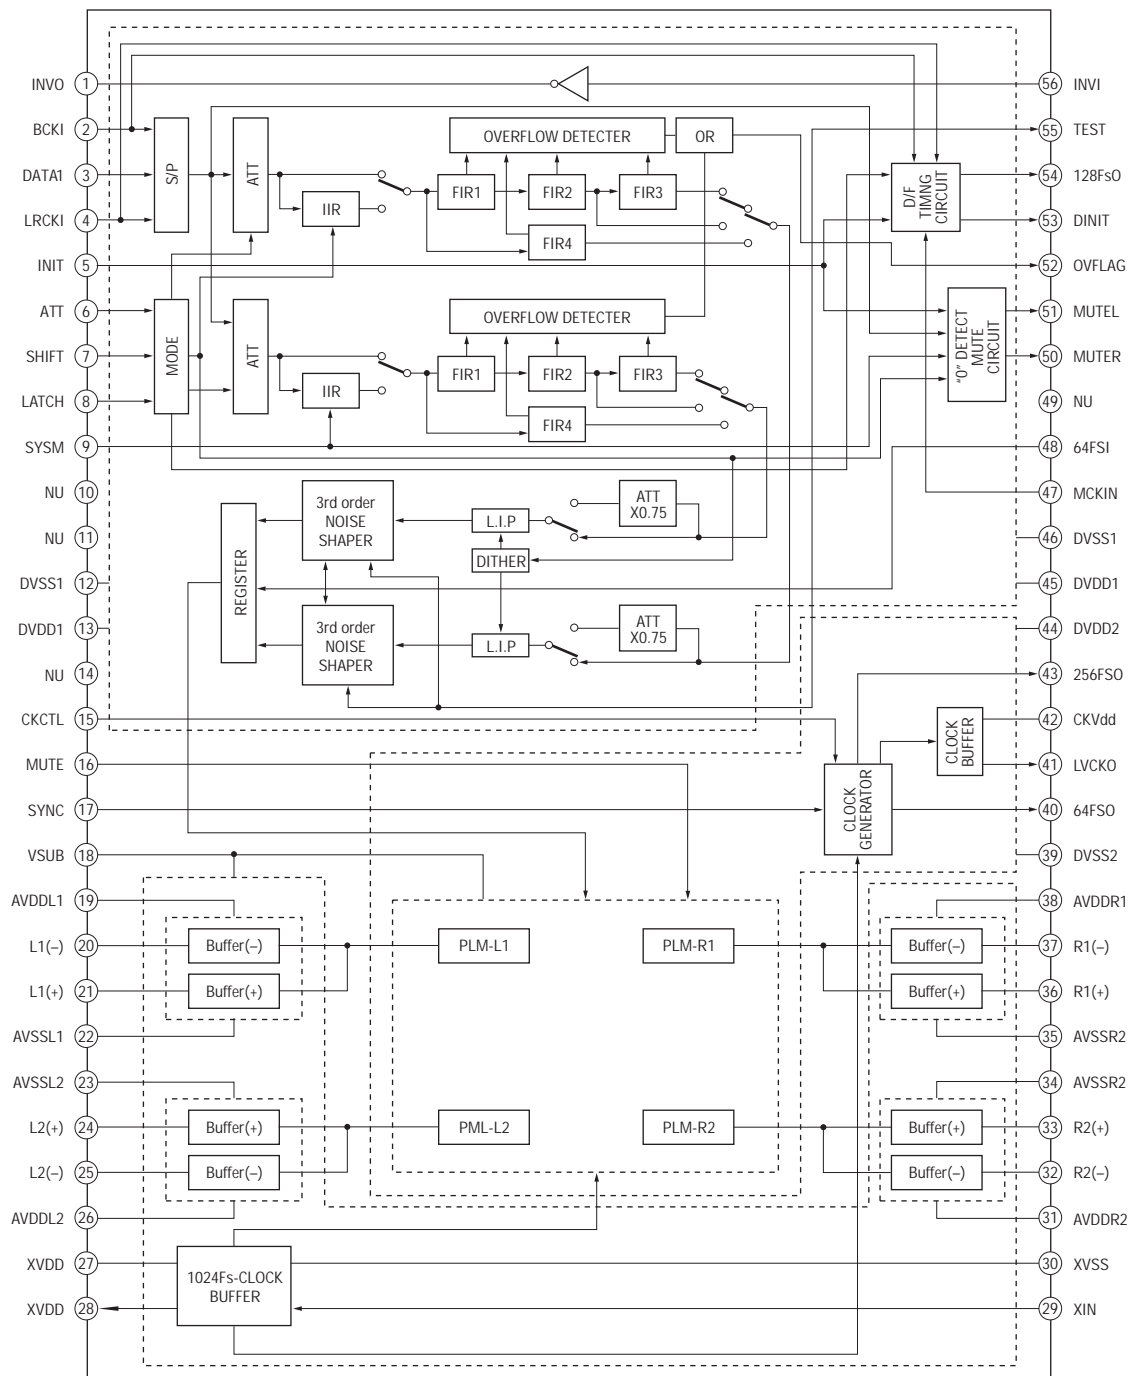 INVO 1
BCKI 2
DATA1 3
LRCKI 4
INIT 5
ATT 6
SHIFT 7
LATCH 8
SYSM 9
NU 10
NU 11
DVSS1 12
DVDD1 13
NU 14
CKCTL 15
MUTE 16
SYNC 17
VSUB 18
AVDDL1 19
L1(–) 20
L1(+) 21
AVSSL1 22
AVSSL2 23
L2(+) 24
L2(–) 25
AVDDL2 26
XVDD 27
XVDD 28
S/P
ATT
IIR
MODE
ATT
IIR
OVERFLOW DETECTER
OR
FIR1
FIR2
FIR3
FIR4
OVERFLOW DETECTER
FIR1
FIR2
FIR3
FIR4
D/F
TIMNG
CIRCUIT
"0" DETECT
MUTE
CIRCUIT
REGISTER
3rd order
NOISE
SHAPER
3rd order
NOISE
SHAPER
L.I.P
DITHER
L.I.P
ATT
X0.75
ATT
X0.75
CLOCK
BUFFER
CLOCK
GENERATOR
Buffer(–)
Buffer(+)
PLM-L1
PLM-R1
Buffer(–)
Buffer(+)
Buffer(+)
Buffer(–)
PML-L2
PLM-R2
Buffer(+)
Buffer(–)
1024Fs-CLOCK
BUFFER
56 INVI
55 TEST
54 128FsO
53 DINIT
52 OVFLAG
51 MUTEL
50 MUTER
49 NU
48 64FSI
47 MCKIN
46 DVSS1
45 DVDD1
44 DVDD2
43 256FSO
42 CKVdd
41 LVCKO
40 64FSO
39 DVSS2
38 AVDDR1
37 R1(–)
36 R1(+)
35 AVSSR2
34 AVSSR2
33 R2(+)
32 R2(–)
31 AVDDR2
30 XVSS
29 XIN